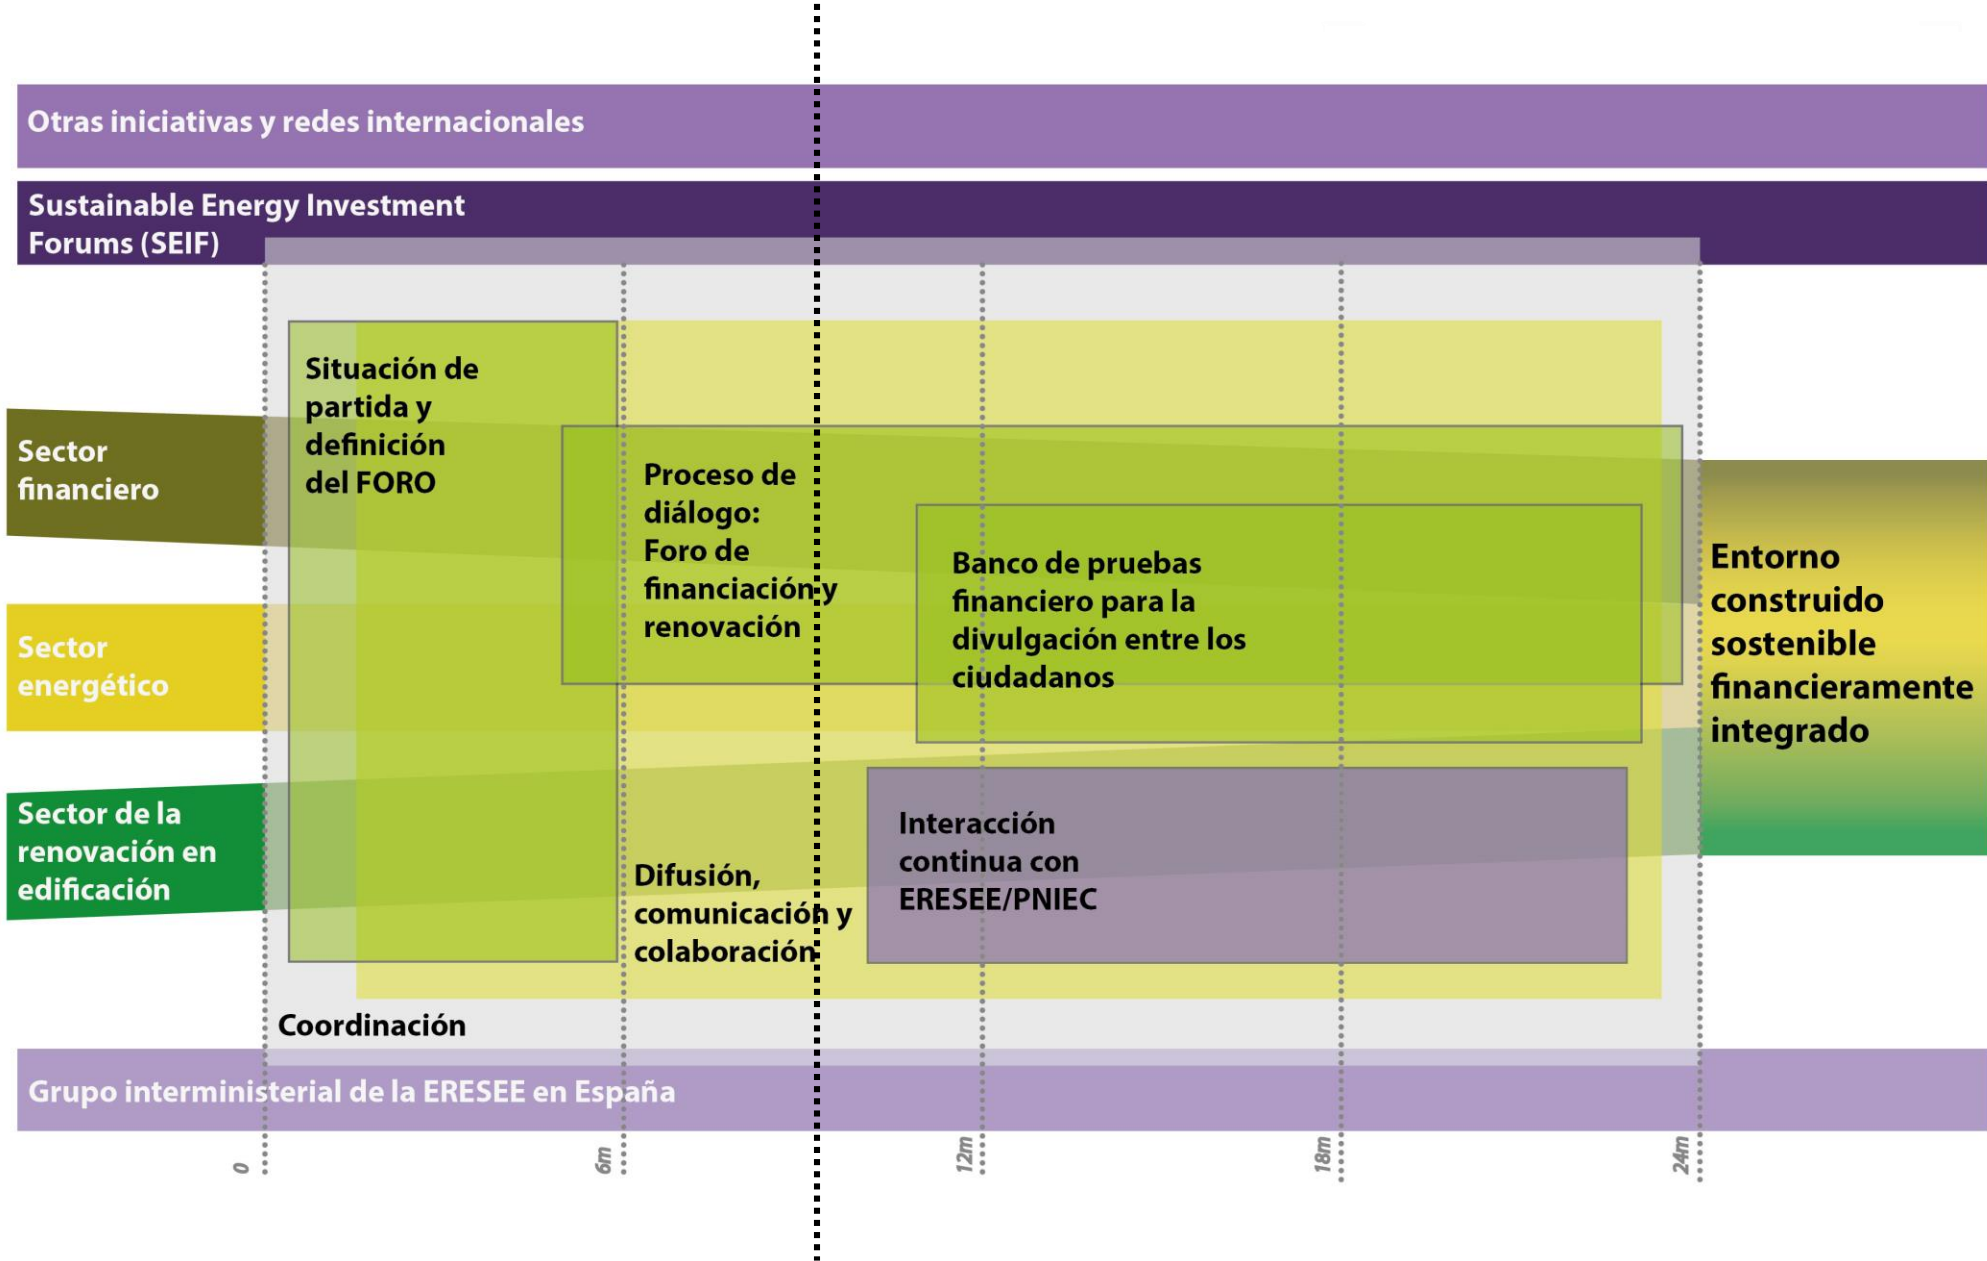 Otras iniciativas y redes internacionales
Sustainable Energy Investment
Forums (SEIF)
Sector
financiero
Sector
energético
Sector de la
renovación en
edificación
Situación de
partida y
definición
del FORO
Proceso de
diálogo:
Foro de
financiación y
renovación
Banco de pruebas
financiero para la
divulgación entre los
ciudadanos
Interacción
continua con
ERESEE/PNIEC
Difusión,
comunicación y
colaboración
Coordinación
Entorno
construido
sostenible
financieramente
integrado
Grupo interministerial de la ERESEE en España
0
6m
12m
18m
24m